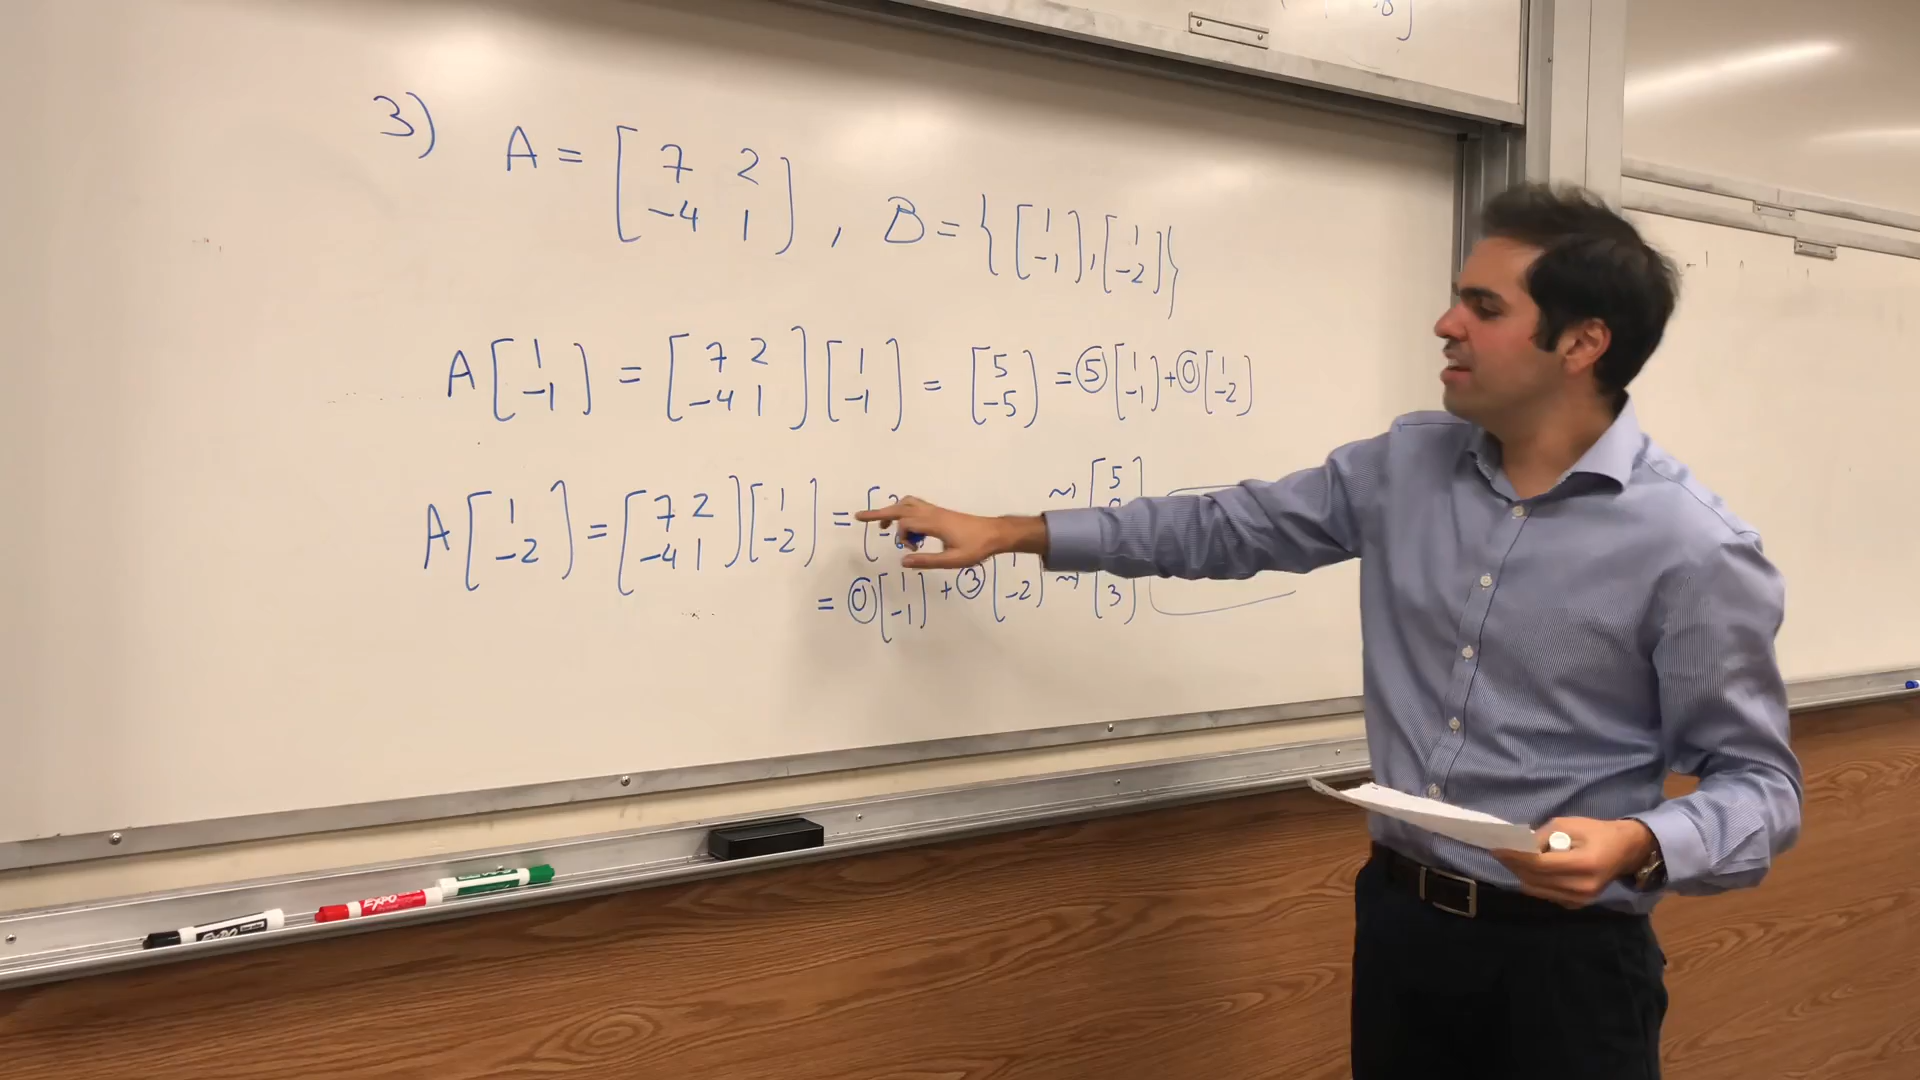 3) A = [7 2; -4 1], B = {[1; -1], [1; -2]}
A[1; -1] = [7 2; -4 1][1; -1] = [5; -5] = 5[1; -1] + 0[1; -2]
A[1; -2] = [7 2; -4 1][1; -2] =
= 0[1; -1] + 3[1; -2]
EXPO
EXPO